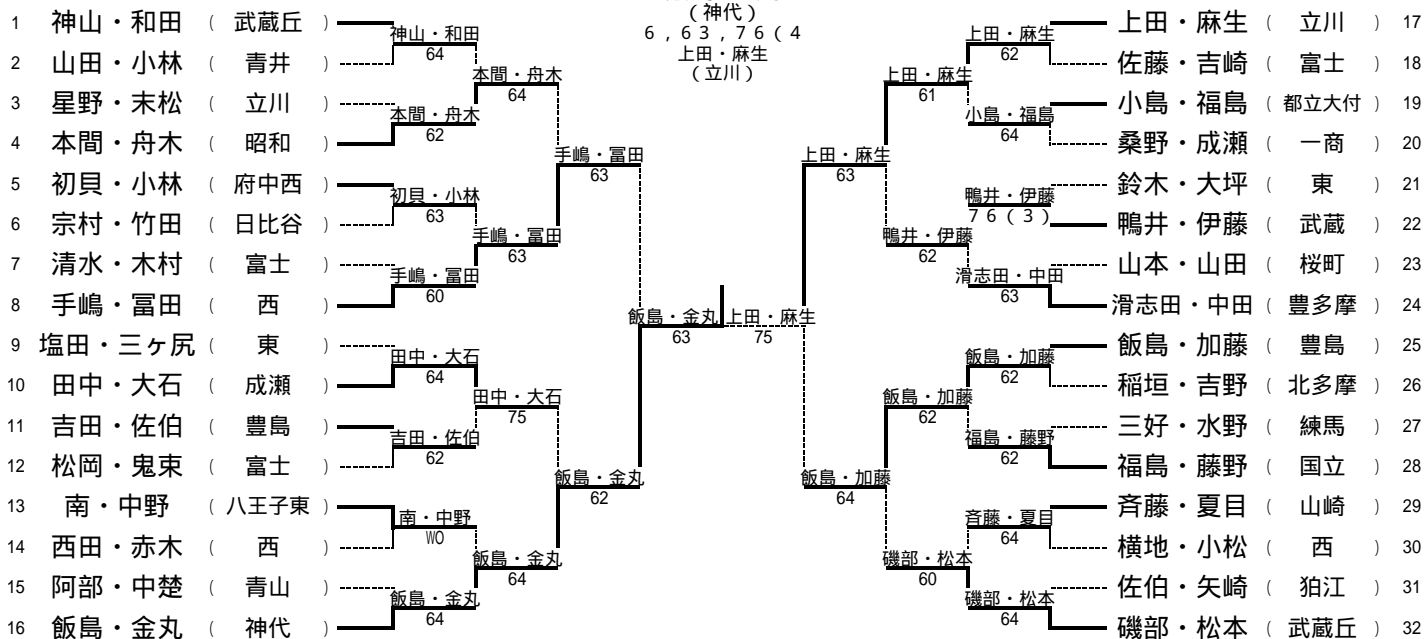 (神代)
6,63,76(4
上田・麻生
(立川)
1 神山・和田 ( 武蔵丘 )
2 山田・小林 ( 青井 )
3 星野・末松 ( 立川 )
4 本間・舟木 ( 昭和 )
5 初貝・小林 ( 府中西 )
6 宗村・竹田 ( 日比谷 )
7 清水・木村 ( 富士 )
8 手嶋・冨田 ( 西 )
9 塩田・三ヶ尻 ( 東 )
10 田中・大石 ( 成瀬 )
11 吉田・佐伯 ( 豊島 )
12 松岡・鬼束 ( 富士 )
13 南・中野 ( 八王子東 )
14 西田・赤木 ( 西 )
15 阿部・中楚 ( 青山 )
16 飯島・金丸 ( 神代 )
神山・和田
64
本間・舟木
62
初貝・小林
63
手嶋・冨田
60
田中・大石
64
吉田・佐伯
62
南・中野
WO
飯島・金丸
64
本間・舟木
64
手嶋・冨田
63
田中・大石
75
飯島・金丸
64
手嶋・冨田
63
飯島・金丸
62
飯島・金丸
63
上田・麻生
75
上田・麻生
63
飯島・加藤
64
上田・麻生
61
鴨井・伊藤
62
飯島・加藤
62
磯部・松本
60
上田・麻生
62
小島・福島
64
鴨井・伊藤
76(3)
滑志田・中田
63
飯島・加藤
62
福島・藤野
62
斉藤・夏目
64
磯部・松本
64
上田・麻生 ( 立川 ) 17
佐藤・吉崎 ( 富士 ) 18
小島・福島 ( 都立大付 ) 19
桑野・成瀬 ( 一商 ) 20
鈴木・大坪 ( 東 ) 21
鴨井・伊藤 ( 武蔵 ) 22
山本・山田 ( 桜町 ) 23
滑志田・中田 ( 豊多摩 ) 24
飯島・加藤 ( 豊島 ) 25
稲垣・吉野 ( 北多摩 ) 26
三好・水野 ( 練馬 ) 27
福島・藤野 ( 国立 ) 28
斉藤・夏目 ( 山崎 ) 29
横地・小松 ( 西 ) 30
佐伯・矢崎 ( 狛江 ) 31
磯部・松本 ( 武蔵丘 ) 32